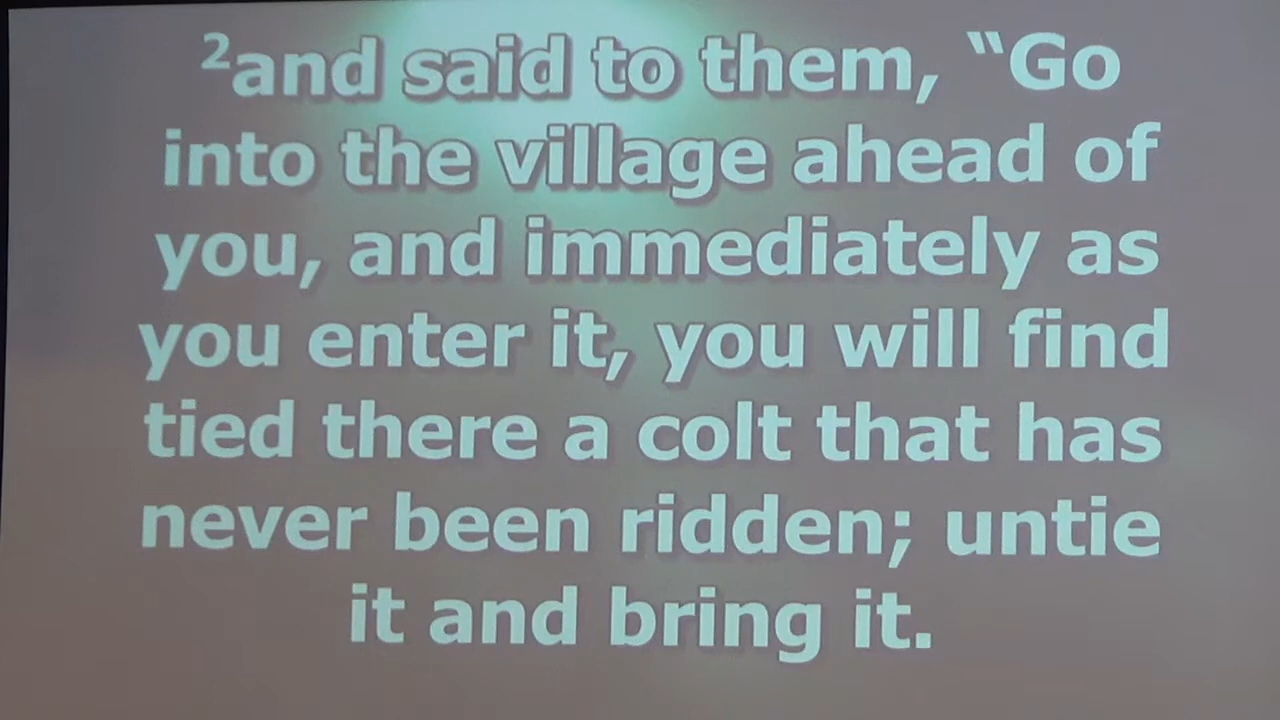 ²and said to them, “Go
into the village ahead of
you, and immediately as
you enter it, you will find
tied there a colt that has
never been ridden; untie
it and bring it.